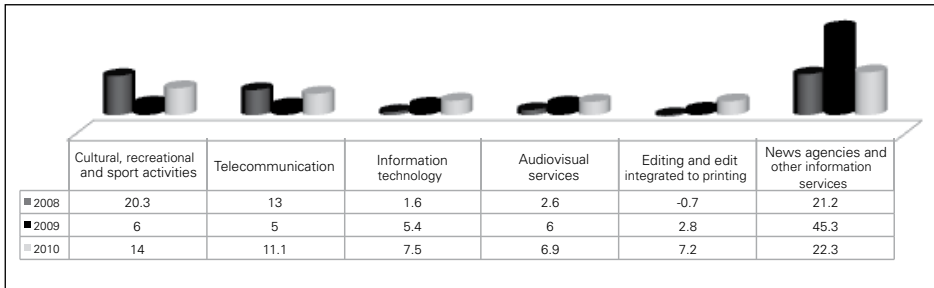 Cultural, recreational and sport activities Telecommunication Information technology Audiovisual services Editing and edit integrated to printing News agencies and other information services
2008 20.3 13 1.6 2.6 -0.7 21.2
2009 6 5 5.4 6 2.8 45.3
2010 14 11.1 7.5 6.9 7.2 22.3